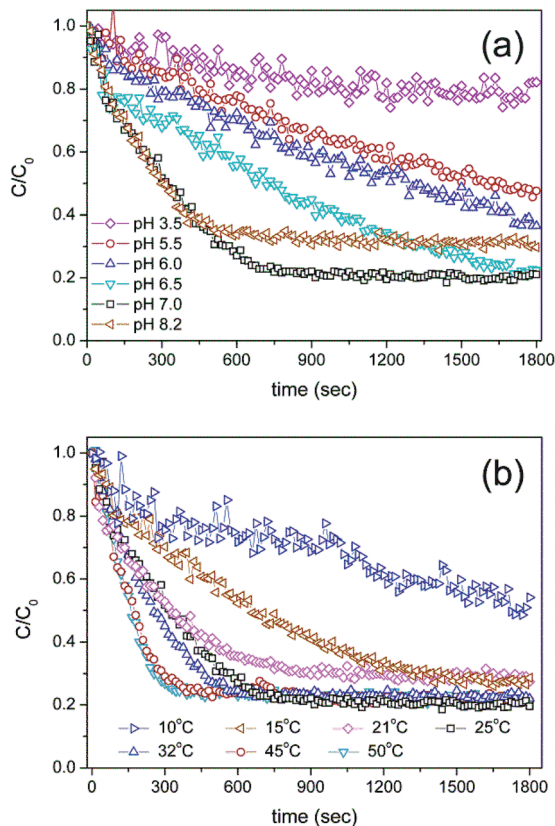 (a)
1.0
0.8
0.6
0.4
0.2
0.0
C/C₀
pH 3.5
pH 5.5
pH 6.0
pH 6.5
pH 7.0
pH 8.2
0 300 600 900 1200 1500 1800
time (sec)
(b)
1.0
0.8
0.6
0.4
0.2
0.0
C/C₀
10°C 15°C 21°C 25°C
32°C 45°C 50°C
0 300 600 900 1200 1500 1800
time (sec)